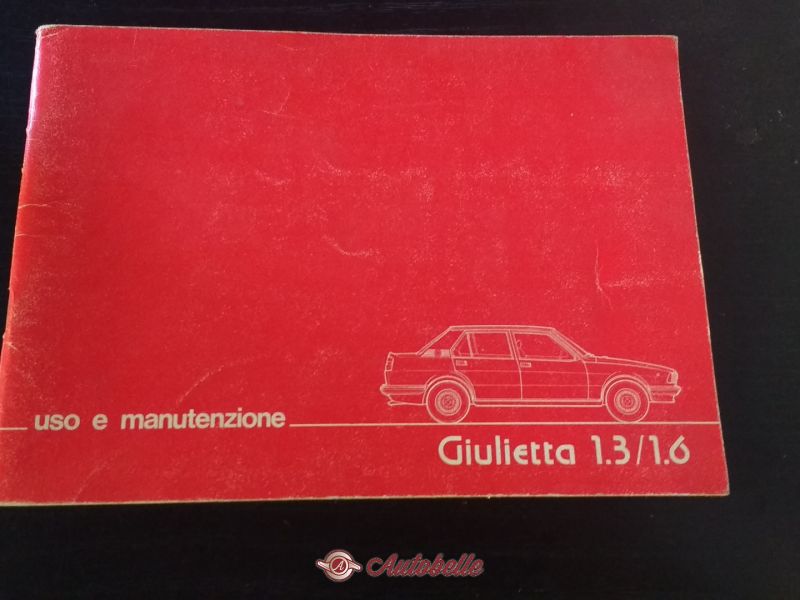 uso e manutenzione
Giulietta 1.3/1.6
A Autobelle